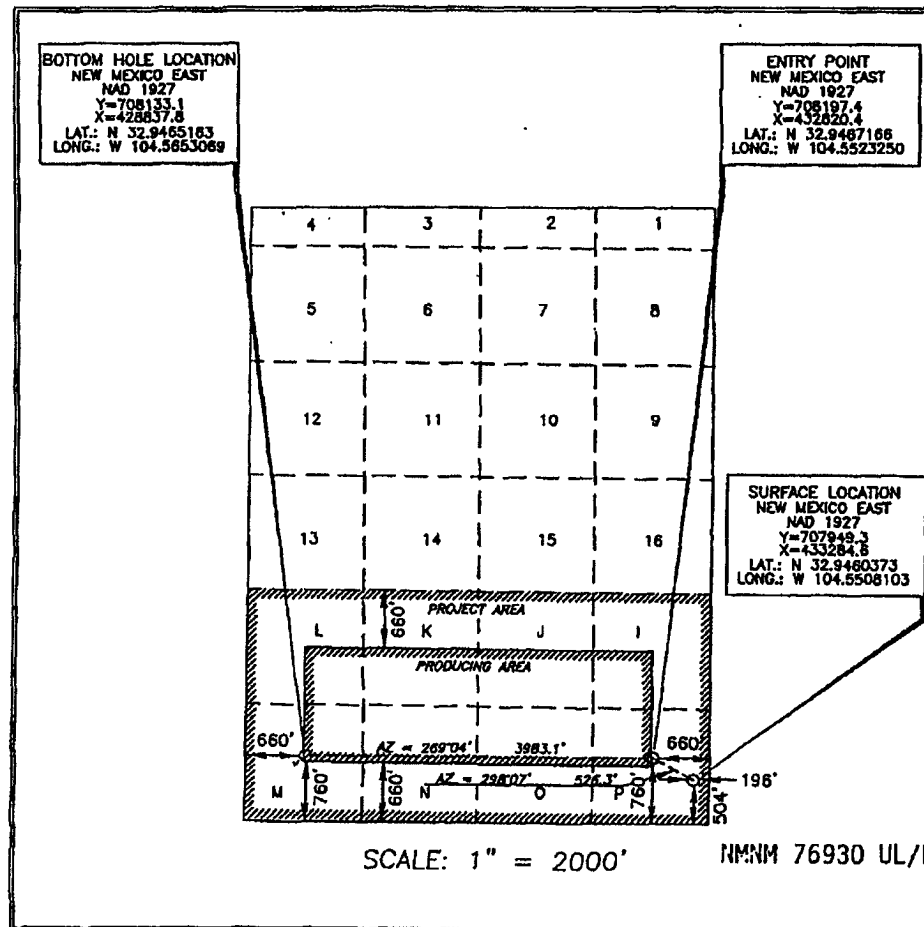 BOTTOM HOLE LOCATION
NEW MEXICO EAST
NAD 1927
Y=708133.1
X=428837.8
LAT.: N 32.9465163
LONG.: W 104.5653069
ENTRY POINT
NEW MEXICO EAST
NAD 1927
Y=708197.4
X=432820.4
LAT.: N 32.9467166
LONG.: W 104.5523250
4 3 2 1
5 6 7 8
12 11 10 9
SURFACE LOCATION
NEW MEXICO EAST
NAD 1927
Y=707949.3
X=433284.6
LAT.: N 32.9460373
LONG.: W 104.5508103
13 14 15 16
PROJECT AREA
660'
L K J I
PRODUCING AREA
660'
AZ = 269°04' 3983.1'
660'
AZ = 298°07' 526.3'
196'
M 760' 660' N O P 760' 504'
SCALE: 1" = 2000'
NMNM 76930 UL/